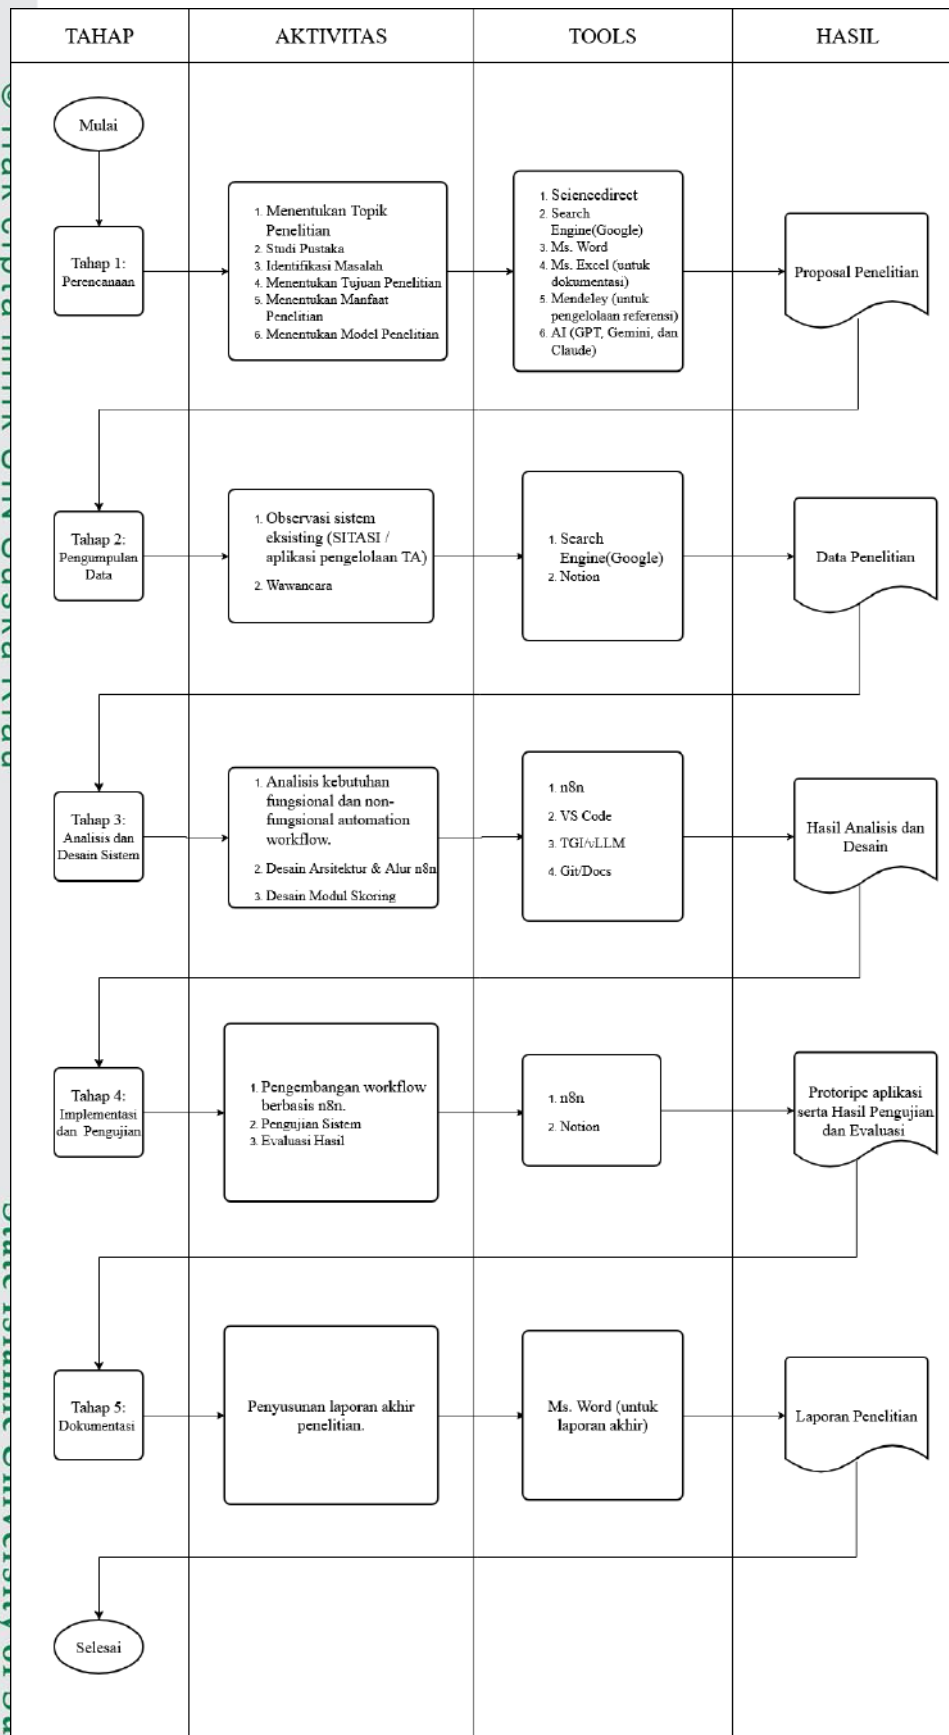 TAHAP AKTIVITAS TOOLS HASIL
Mulai
Tahap 1:
Perencanaan
1. Menentukan Topik
Penelitian
2. Studi Pustaka
3. Identifikasi Masalah
4. Menentukan Tujuan Penelitian
5. Menentukan Manfaat
Penelitian
6. Menentukan Model Penelitian
1. Sciencedirect
2. Search
Engine(Google)
3. Ms. Word
4. Ms. Excel (untuk
dokumentasi)
5. Mendeley (untuk
pengelolaan referensi)
6. AI (GPT, Gemini, dan
Claude)
Proposal Penelitian
Tahap 2:
Pengumpulan
Data
1. Observasi sistem
eksisting (SITASI /
aplikasi pengelolaan TA)
2. Wawancara
1. Search
Engine(Google)
2. Notion
Data Penelitian
Tahap 3:
Analisis dan
Desain Sistem
1. Analisis kebutuhan
fungsional dan non-
fungsional automation
workflow.
2. Desain Arsitektur & Alur n8n
3. Desain Modul Skoring
1. n8n
2. VS Code
3. TGI/vLLM
4. Git/Docs
Hasil Analisis dan
Desain
Tahap 4:
Implementasi
dan Pengujian
1. Pengembangan workflow
berbasis n8n.
2. Pengujian Sistem
3. Evaluasi Hasil
1. n8n
2. Notion
Protoripe aplikasi
serta Hasil Pengujian
dan Evaluasi
Tahap 5:
Dokumentasi
Penyusunan laporan akhir
penelitian.
Ms. Word (untuk
laporan akhir)
Laporan Penelitian
Selesai